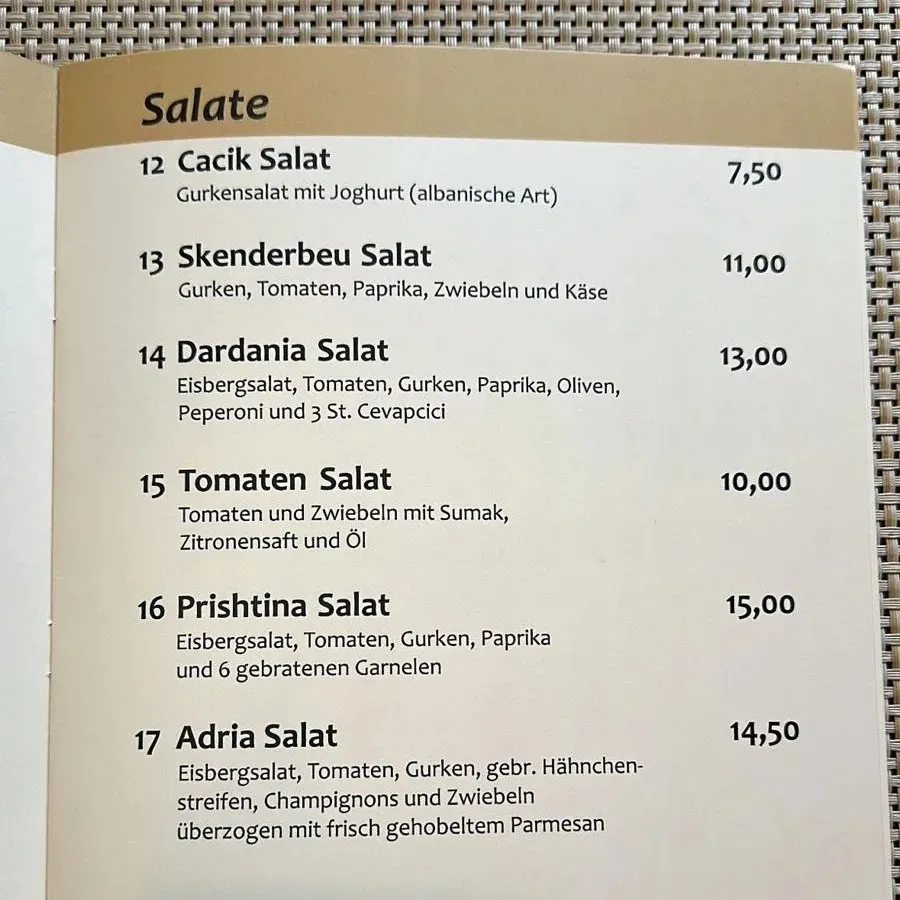 Salate
12 Cacik Salat 7,50
Gurkensalat mit Joghurt (albanische Art)
13 Skenderbeu Salat 11,00
Gurken, Tomaten, Paprika, Zwiebeln und Käse
14 Dardania Salat 13,00
Eisbergsalat, Tomaten, Gurken, Paprika, Oliven,
Peperoni und 3 St. Cevapcici
15 Tomaten Salat 10,00
Tomaten und Zwiebeln mit Sumak,
Zitronensaft und Öl
16 Prishtina Salat 15,00
Eisbergsalat, Tomaten, Gurken, Paprika
und 6 gebratenen Garnelen
17 Adria Salat 14,50
Eisbergsalat, Tomaten, Gurken, gebr. Hähnchen-
streifen, Champignons und Zwiebeln
überzogen mit frisch gehobeltem Parmesan